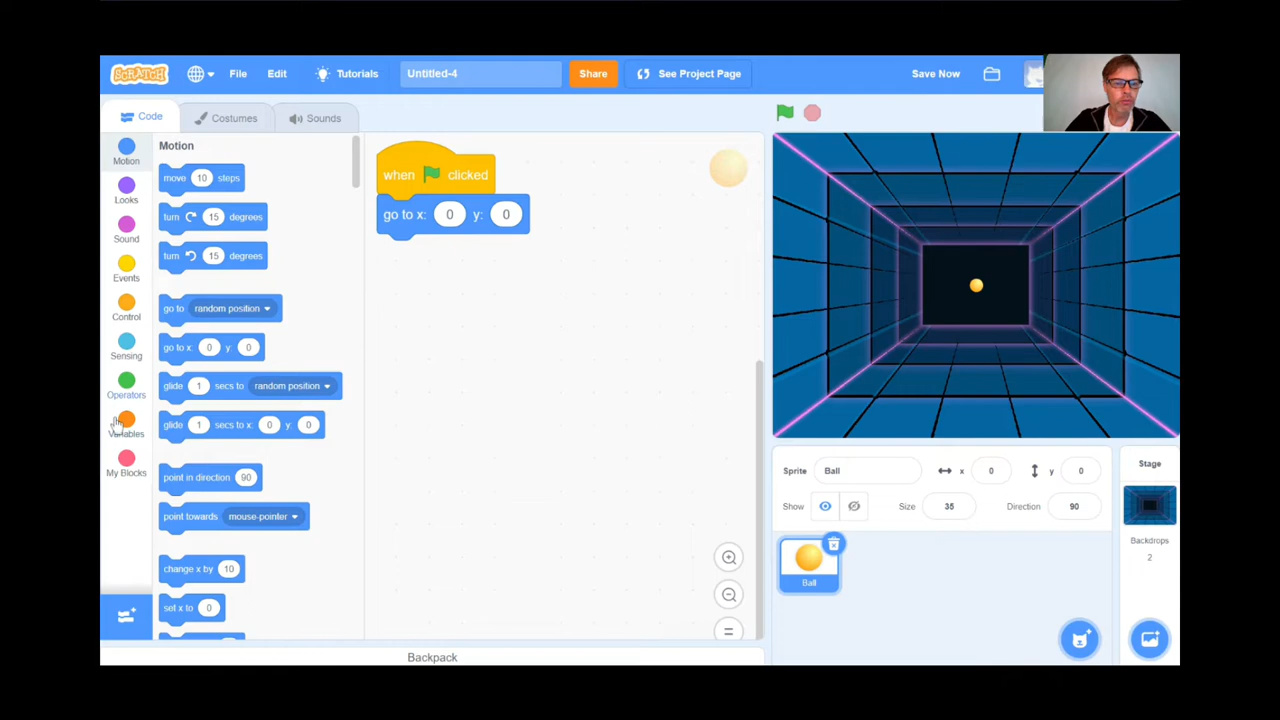 SCRATCH File Edit Tutorials Untitled-4 Share See Project Page Save Now
Code Costumes Sounds
Motion
Looks
Sound
Events
Control
Sensing
Operators
Variables
My Blocks
Motion
move 10 steps
turn 15 degrees
turn 15 degrees
go to random position
go to x: 0 y: 0
glide 1 secs to random position
glide 1 secs to x: 0 y: 0
point in direction 90
point towards mouse-pointer
change x by 10
set x to 0
when clicked
go to x: 0 y: 0
Sprite Ball x 0 y 0
Show Size 35 Direction 90
Ball
Stage
Backdrops
2
Backpack